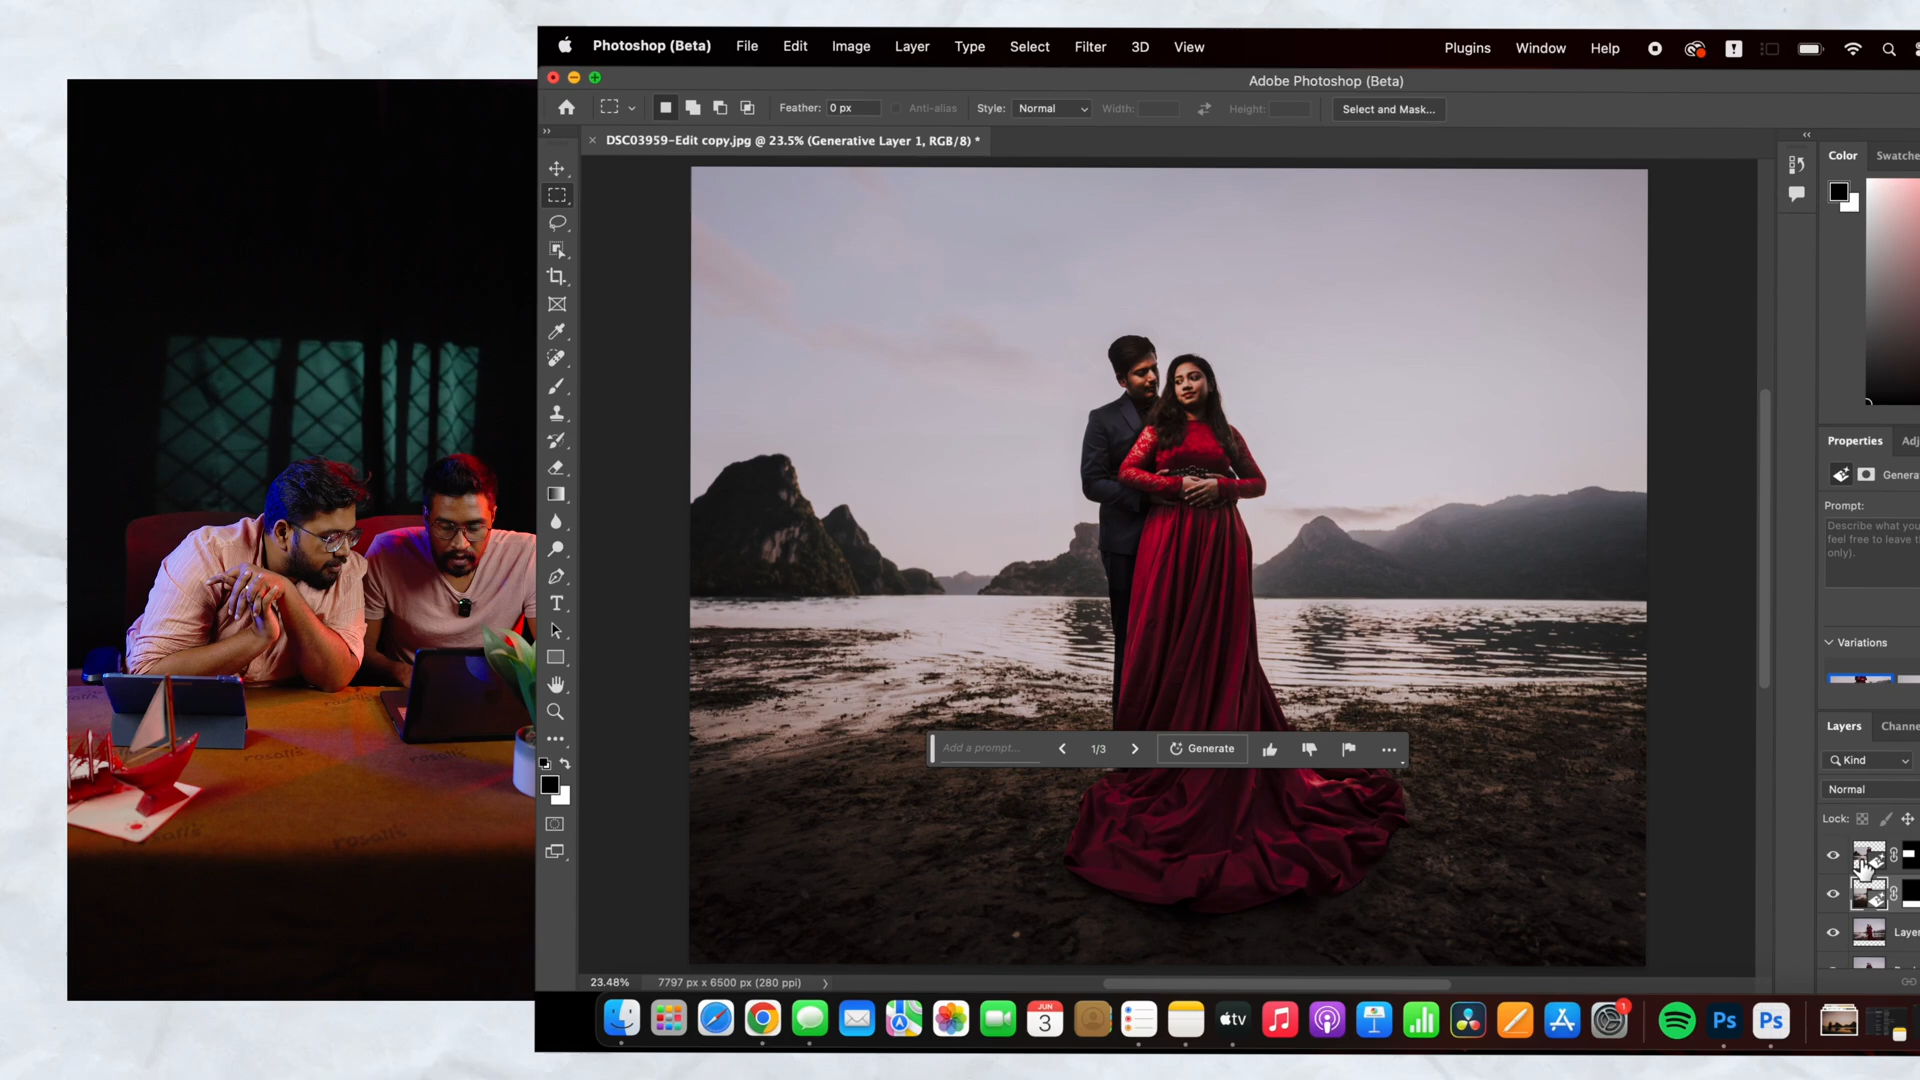 Photoshop (Beta) File Edit Image Layer Type Select Filter 3D View Plugins Window Help
Adobe Photoshop (Beta)
Feather: 0 px Anti-alias Style: Normal Width: Height: Select and Mask...
DSC03959-Edit copy.jpg @ 23.5% (Generative Layer 1, RGB/8) *
Color Swatche
Properties Adj
Genera
Prompt:
Describe what you
feel free to leave t
only).
Variations
Layers Channe
Add a prompt... 1/3 Generate
Kind
Normal
Lock:
Laye
23.48% 7797 px x 6500 px (280 ppi)
JUN
3
tv
1
Ps
Ps